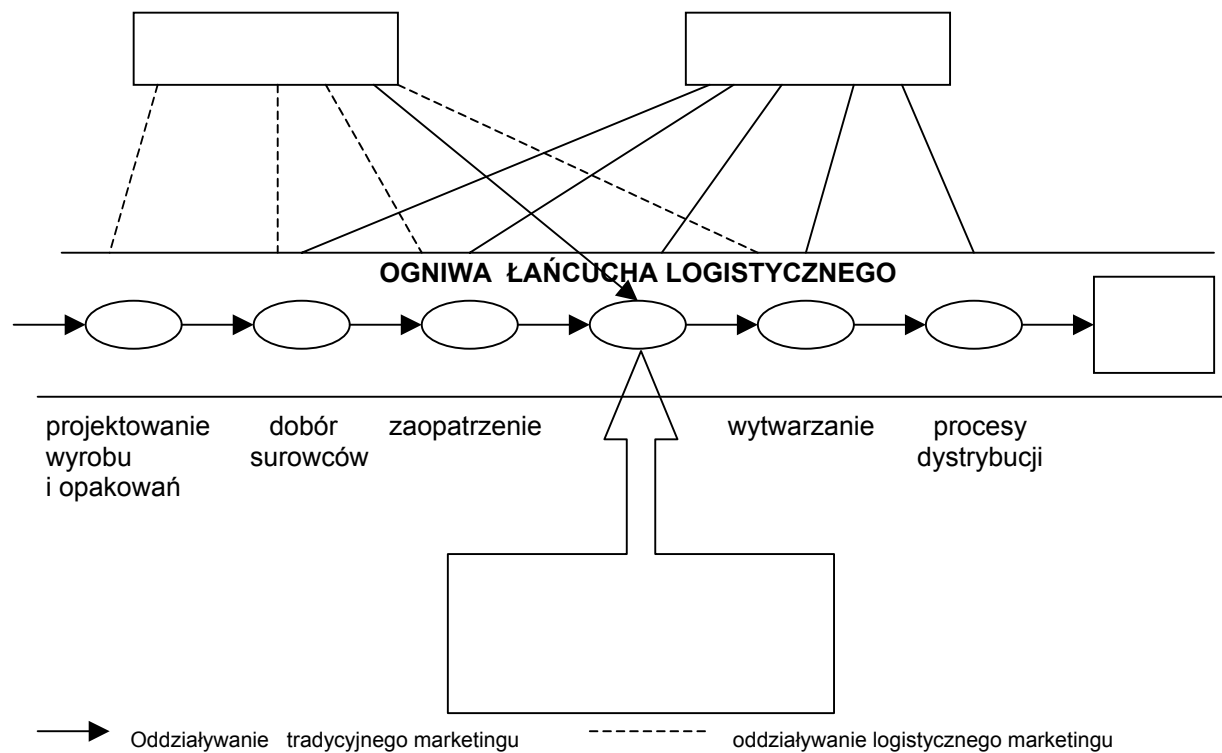 OGNIWA ŁAŃCUCHA LOGISTYCZNEGO
projektowanie
wyrobu
i opakowań
dobór
surowców
zaopatrzenie
wytwarzanie
procesy
dystrybucji
Oddziaływanie tradycyjnego marketingu
oddziaływanie logistycznego marketingu